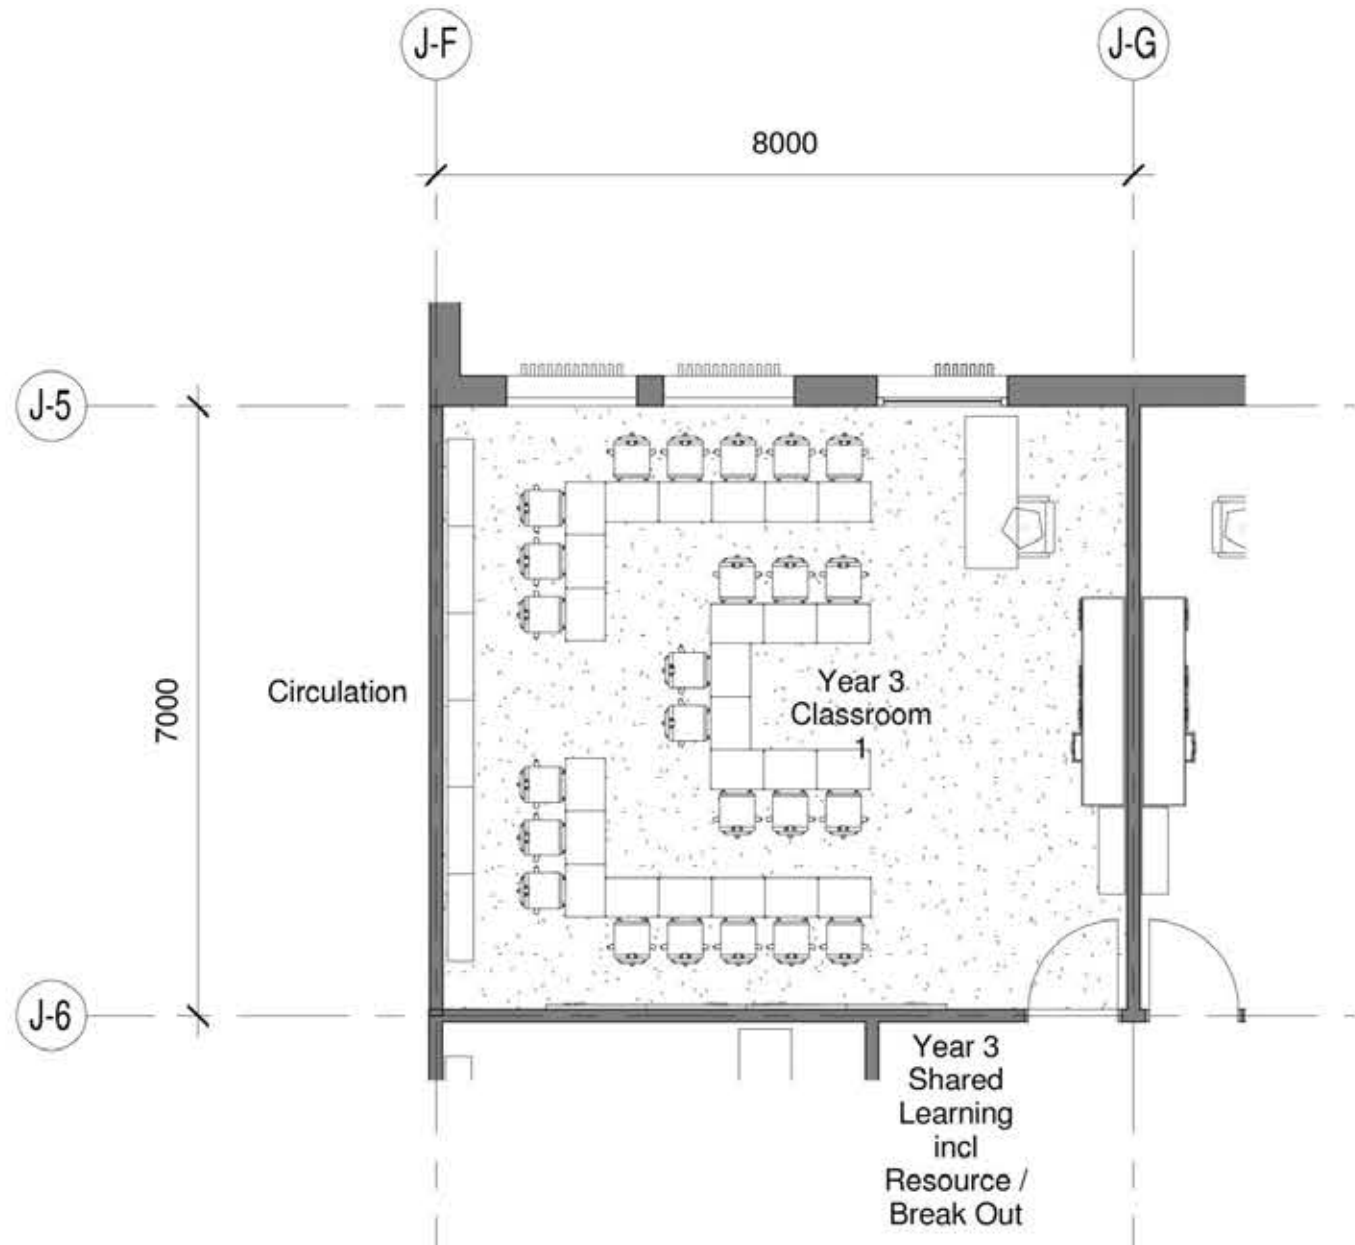 J-F
J-G
8000
J-5
7000
Circulation
Year 3
Classroom
1
J-6
Year 3
Shared
Learning
incl
Resource /
Break Out